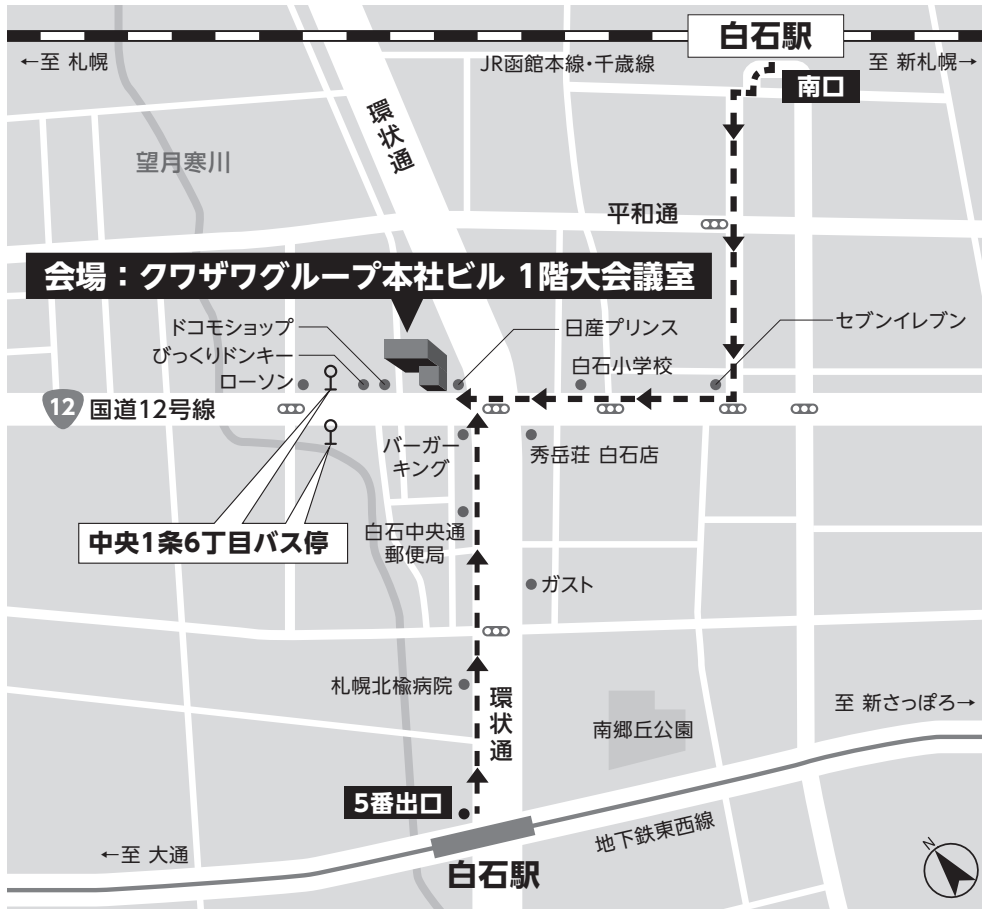 白石駅
←至 札幌
JR函館本線・千歳線
至 新札幌→
南口
環状通
望月寒川
平和通
会場：クワザワグループ本社ビル 1階大会議室
ドコモショップ
日産プリンス
セブンイレブン
びっくりドンキー
白石小学校
ローソン
12
国道12号線
バーガー
キング
秀岳荘 白石店
中央1条6丁目バス停
白石中央通
郵便局
ガスト
札幌北楡病院
環状通
至 新さっぽろ→
南郷丘公園
5番出口
地下鉄東西線
←至 大通
白石駅
N